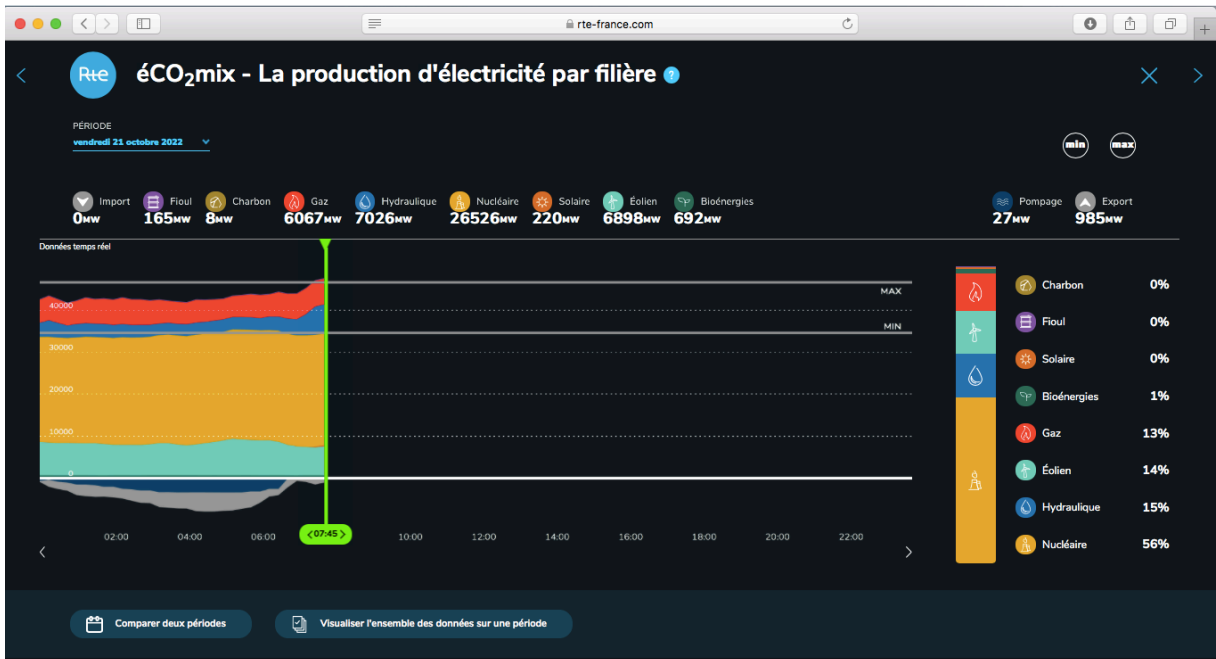 rte-france.com
Rte
éCO2mix - La production d'électricité par filière ?
PÉRIODE
vendredi 21 octobre 2022
min max
Import Fioul Charbon Gaz Hydraulique Nucléaire Solaire Éolien Bioénergies Pompage Export
0MW 165MW 8MW 6067MW 7026MW 26526MW 220MW 6898MW 692MW 27MW 985MW
Données temps réel
MAX
40000
MIN
30000
20000
10000
0
02:00 04:00 06:00 <07:45> 10:00 12:00 14:00 16:00 18:00 20:00 22:00
Charbon 0%
Fioul 0%
Solaire 0%
Bioénergies 1%
Gaz 13%
Éolien 14%
Hydraulique 15%
Nucléaire 56%
Comparer deux périodes Visualiser l'ensemble des données sur une période